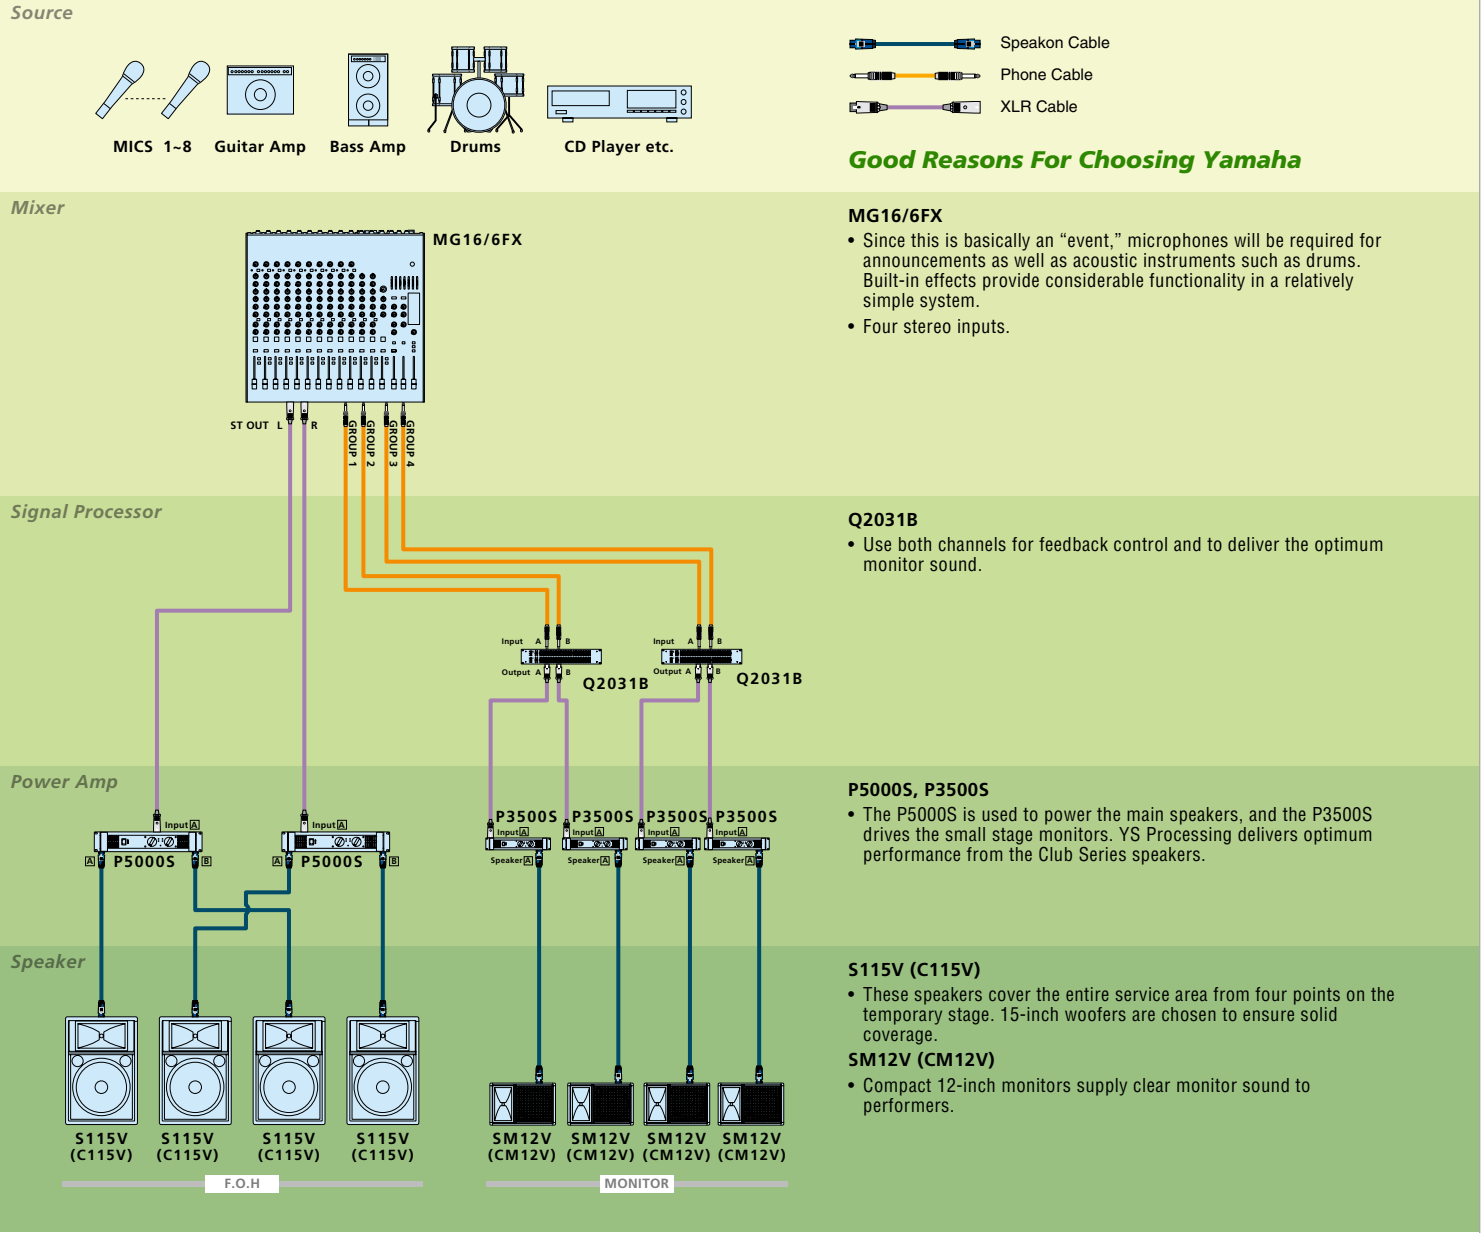 Source
MICS 1~8
Guitar Amp
Bass Amp
Drums
CD Player etc.
Speakon Cable
Phone Cable
XLR Cable
Good Reasons For Choosing Yamaha
Mixer
MG16/6FX
ST OUT L
R
GROUP 1
GROUP 2
GROUP 3
GROUP 4
MG16/6FX
• Since this is basically an “event,” microphones will be required for
announcements as well as acoustic instruments such as drums.
Built-in effects provide considerable functionality in a relatively
simple system.
• Four stereo inputs.
Signal Processor
Input A B
Output A B
Q2031B
Input A B
Output A B
Q2031B
Q2031B
• Use both channels for feedback control and to deliver the optimum
monitor sound.
Power Amp
Input A
A P5000S B
Input A
A P5000S B
P3500S
Input A
Speaker A
P3500S
Input A
Speaker A
P3500S
Input A
Speaker A
P3500S
Input A
Speaker A
P5000S, P3500S
• The P5000S is used to power the main speakers, and the P3500S
drives the small stage monitors. YS Processing delivers optimum
performance from the Club Series speakers.
Speaker
S115V
(C115V)
S115V
(C115V)
S115V
(C115V)
S115V
(C115V)
F.O.H
SM12V
(CM12V)
SM12V
(CM12V)
SM12V
(CM12V)
SM12V
(CM12V)
MONITOR
S115V (C115V)
• These speakers cover the entire service area from four points on the
temporary stage. 15-inch woofers are chosen to ensure solid
coverage.
SM12V (CM12V)
• Compact 12-inch monitors supply clear monitor sound to
performers.